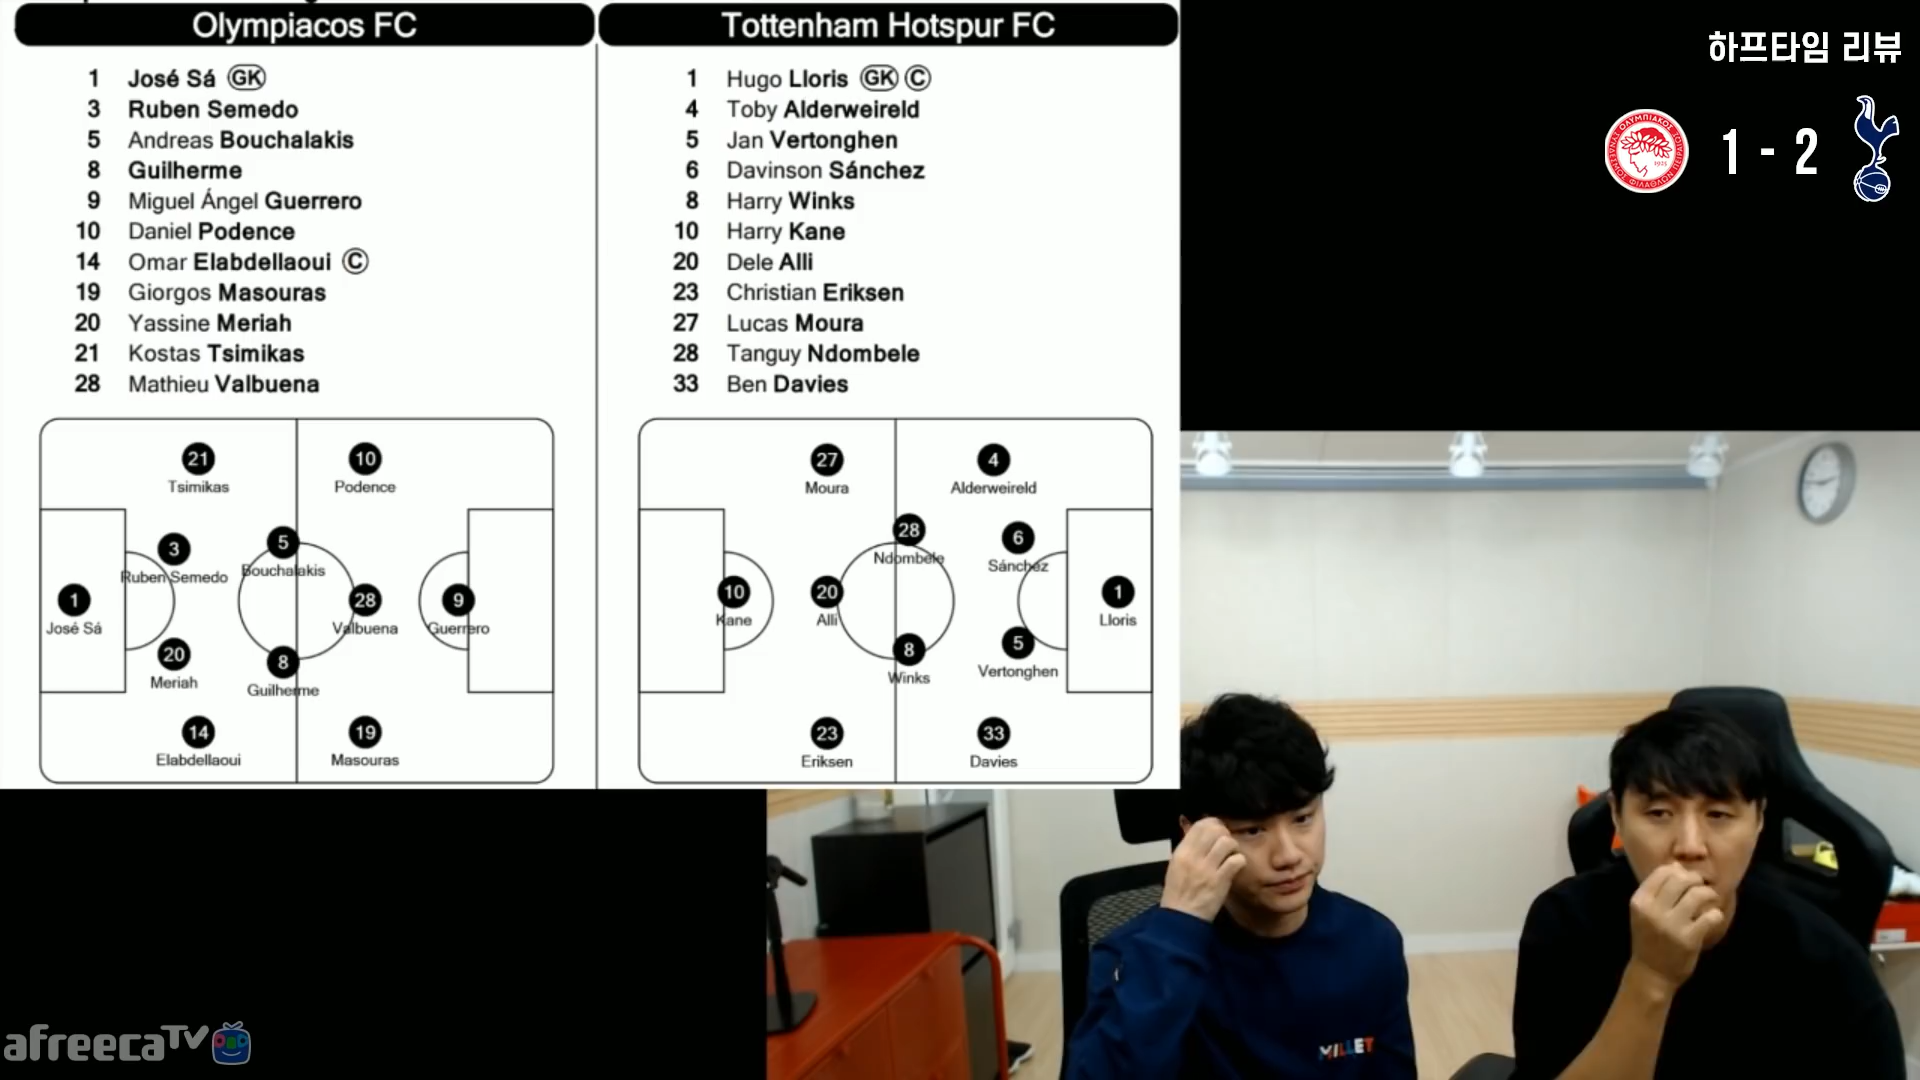 Olympiacos FC
1 José Sá GK
3 Ruben Semedo
5 Andreas Bouchalakis
8 Guilherme
9 Miguel Ángel Guerrero
10 Daniel Podence
14 Omar Elabdellaoui C
19 Giorgos Masouras
20 Yassine Meriah
21 Kostas Tsimikas
28 Mathieu Valbuena
21
Tsimikas
10
Podence
3
Ruben Semedo
5
Bouchalakis
1
José Sá
28
Valbuena
9
Guerrero
20
Meriah
8
Guilherme
14
Elabdellaoui
19
Masouras
Tottenham Hotspur FC
1 Hugo Lloris GK C
4 Toby Alderweireld
5 Jan Vertonghen
6 Davinson Sánchez
8 Harry Winks
10 Harry Kane
20 Dele Alli
23 Christian Eriksen
27 Lucas Moura
28 Tanguy Ndombele
33 Ben Davies
27
Moura
4
Alderweireld
28
Ndombele
6
Sánchez
10
Kane
20
Alli
1
Lloris
8
Winks
5
Vertonghen
23
Eriksen
33
Davies
하프타임 리뷰
1 - 2
MILLET
afreecaTV